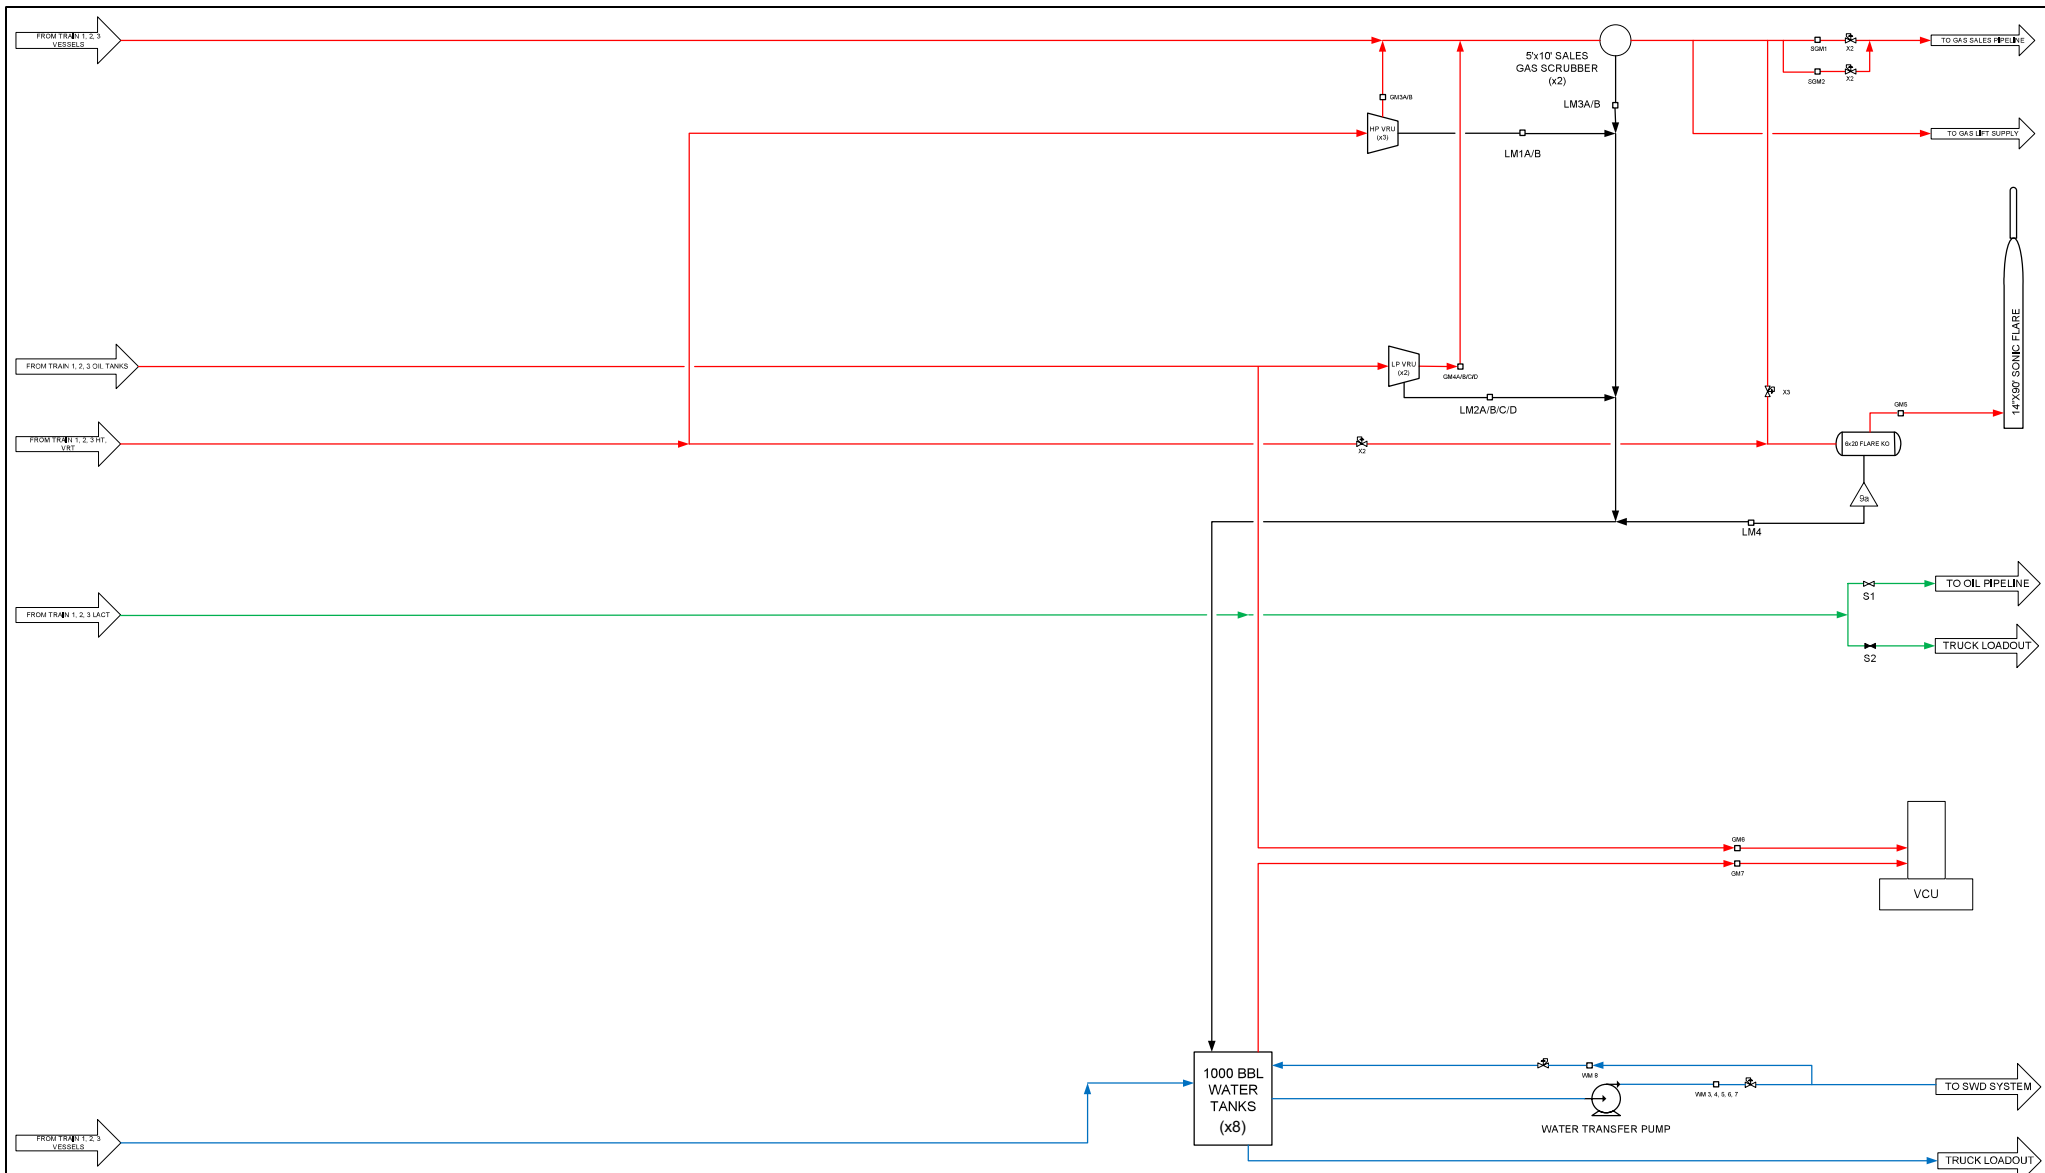 FROM TRAIN 1, 2, 3
VESSELS
5'x10' SALES
GAS SCRUBBER
(x2)
SGM1
X2
TO GAS SALES PIPELINE
SGM2
X2
GM3A/B
LM3A/B
HP VRU
(x3)
LM1A/B
TO GAS LIFT SUPPLY
14"X90' SONIC FLARE
FROM TRAIN 1, 2, 3 OIL TANKS
LP VRU
(x2)
GM4A/B/C/D
LM2A/B/C/D
X3
GM5
FROM TRAIN 1, 2, 3 HT,
VRT
X2
6x20 FLARE KO
9a
LM4
TO OIL PIPELINE
S1
FROM TRAIN 1, 2, 3 LACT
TRUCK LOADOUT
S2
GM6
GM7
VCU
1000 BBL
WATER
TANKS
(x8)
WM 8
WM 3, 4, 5, 6, 7
TO SWD SYSTEM
WATER TRANSFER PUMP
FROM TRAIN 1, 2, 3
VESSELS
TRUCK LOADOUT